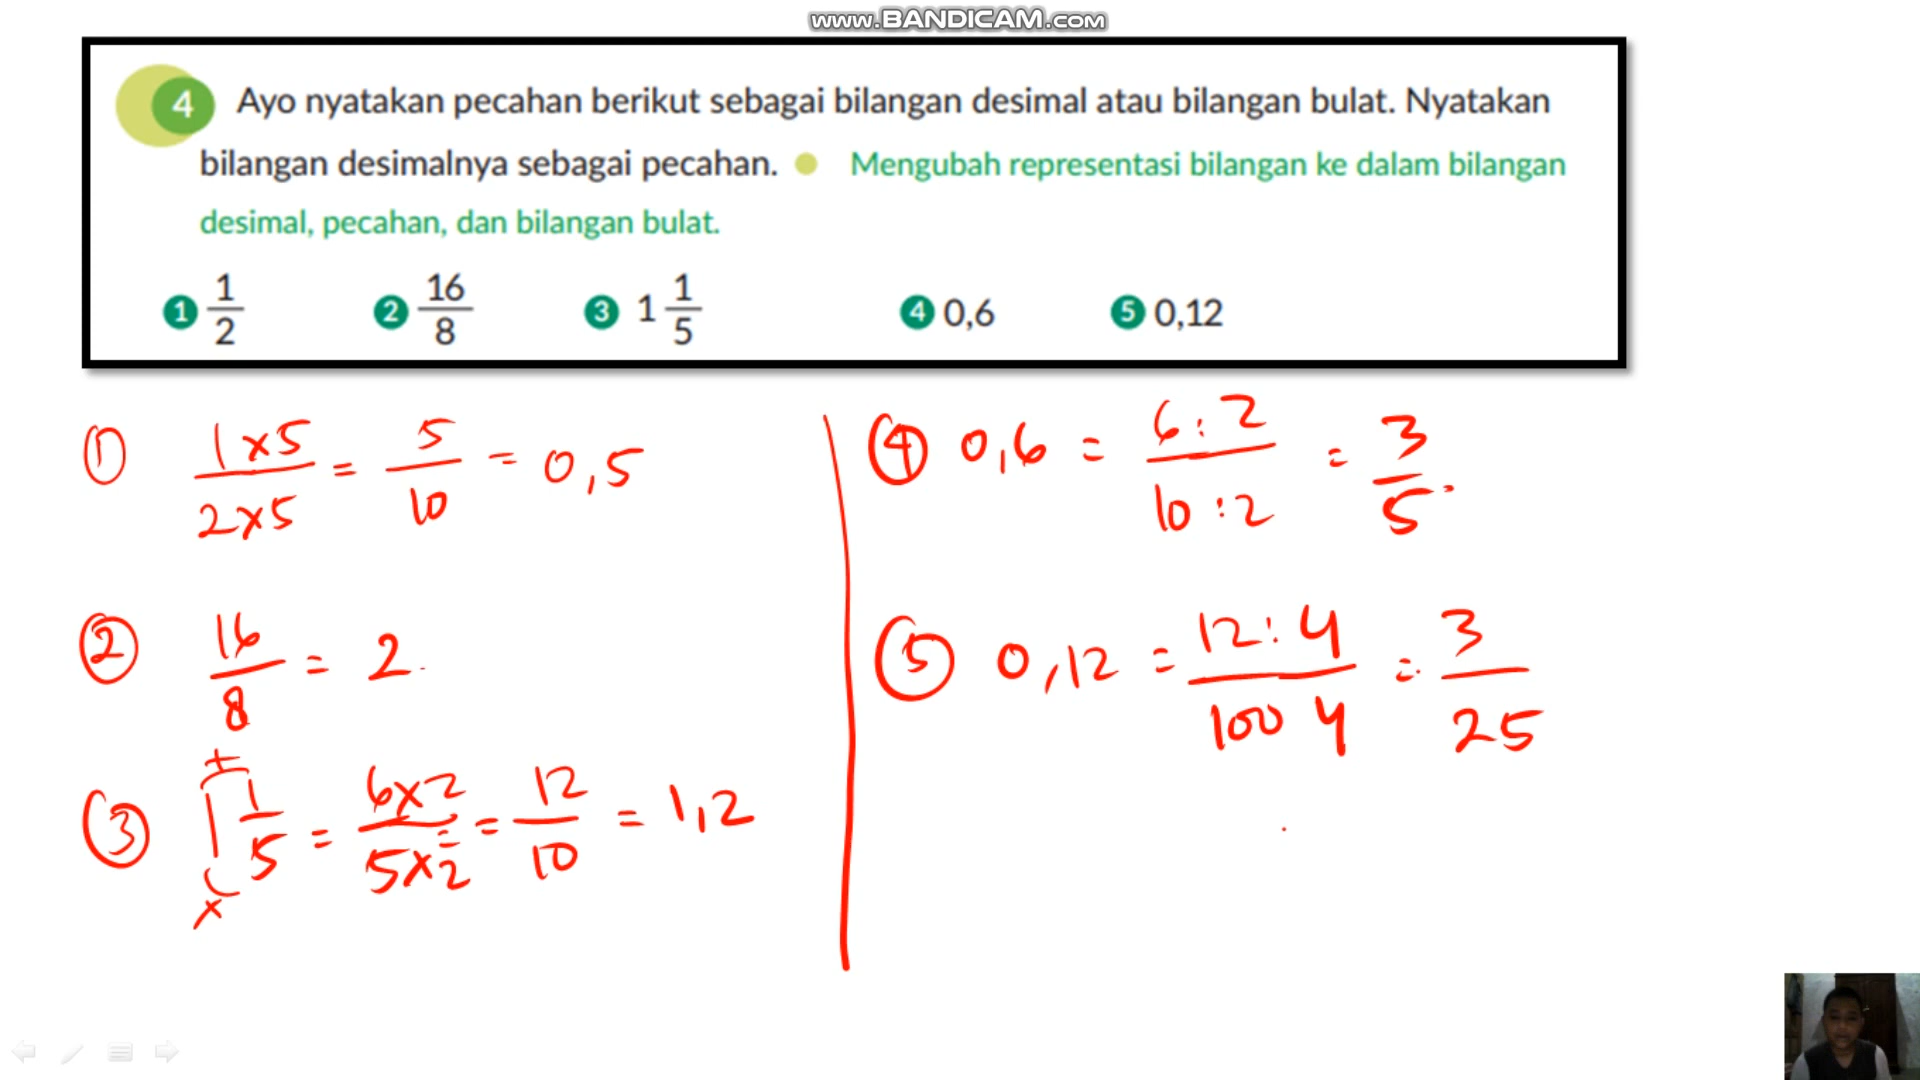 www.BANDICAM.com
4 Ayo nyatakan pecahan berikut sebagai bilangan desimal atau bilangan bulat. Nyatakan
bilangan desimalnya sebagai pecahan. ● Mengubah representasi bilangan ke dalam bilangan
desimal, pecahan, dan bilangan bulat.
1 1/2 2 16/8 3 1 1/5 4 0,6 5 0,12
① 1x5/2x5 = 5/10 = 0,5
② 16/8 = 2.
+
③ 1 1/5 = 6x2/5x2 = 12/10 = 1,2
x
④ 0,6 = 6:2/10:2 = 3/5.
⑤ 0,12 = 12:4/100 4 = 3/25